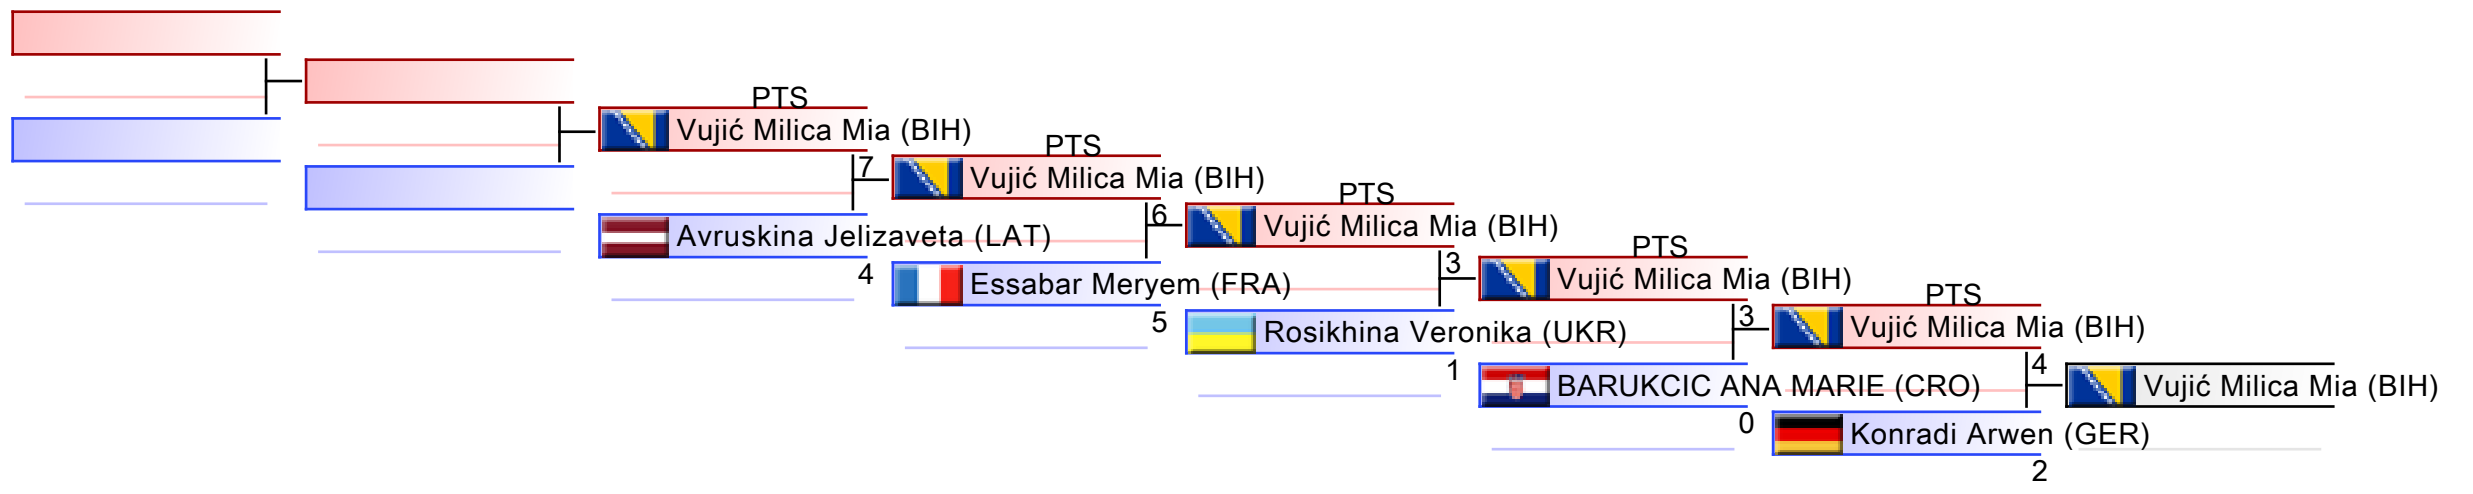 PTS
Vujić Milica Mia (BIH)
7
Avruskina Jelizaveta (LAT)
4
PTS
Vujić Milica Mia (BIH)
6
Essabar Meryem (FRA)
5
PTS
Vujić Milica Mia (BIH)
3
Rosikhina Veronika (UKR)
1
PTS
Vujić Milica Mia (BIH)
3
BARUKCIC ANA MARIE (CRO)
0
PTS
Vujić Milica Mia (BIH)
4
Konradi Arwen (GER)
2
Vujić Milica Mia (BIH)